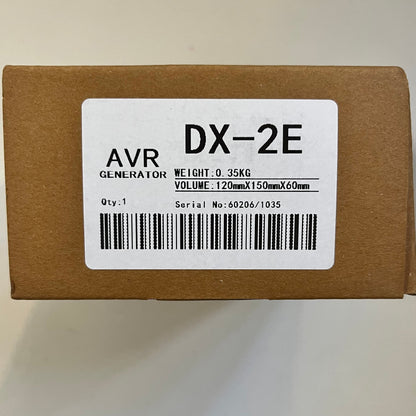 AVR
GENERATOR
DX-2E
WEIGHT:0.35KG
VOLUME:120mmX150mmX60mm
Qty:1
Serial No:60206/1035